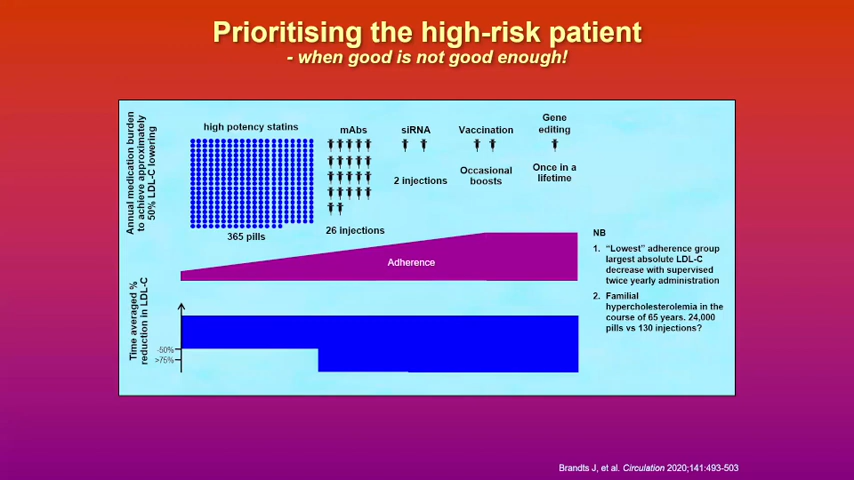 Prioritising the high-risk patient
- when good is not good enough!
Annual medication burden
to achieve approximately
50% LDL-C lowering
high potency statins
365 pills
mAbs
26 injections
siRNA
2 injections
Vaccination
Occasional
boosts
Gene
editing
Once in a
lifetime
Adherence
Time averaged %
reduction in LDL-C
-50%
>75%
NB
1. “Lowest” adherence group
largest absolute LDL-C
decrease with supervised
twice yearly administration
2. Familial
hypercholesterolemia in the
course of 65 years. 24,000
pills vs 130 injections?
Brandts J, et al. Circulation 2020;141:493-503